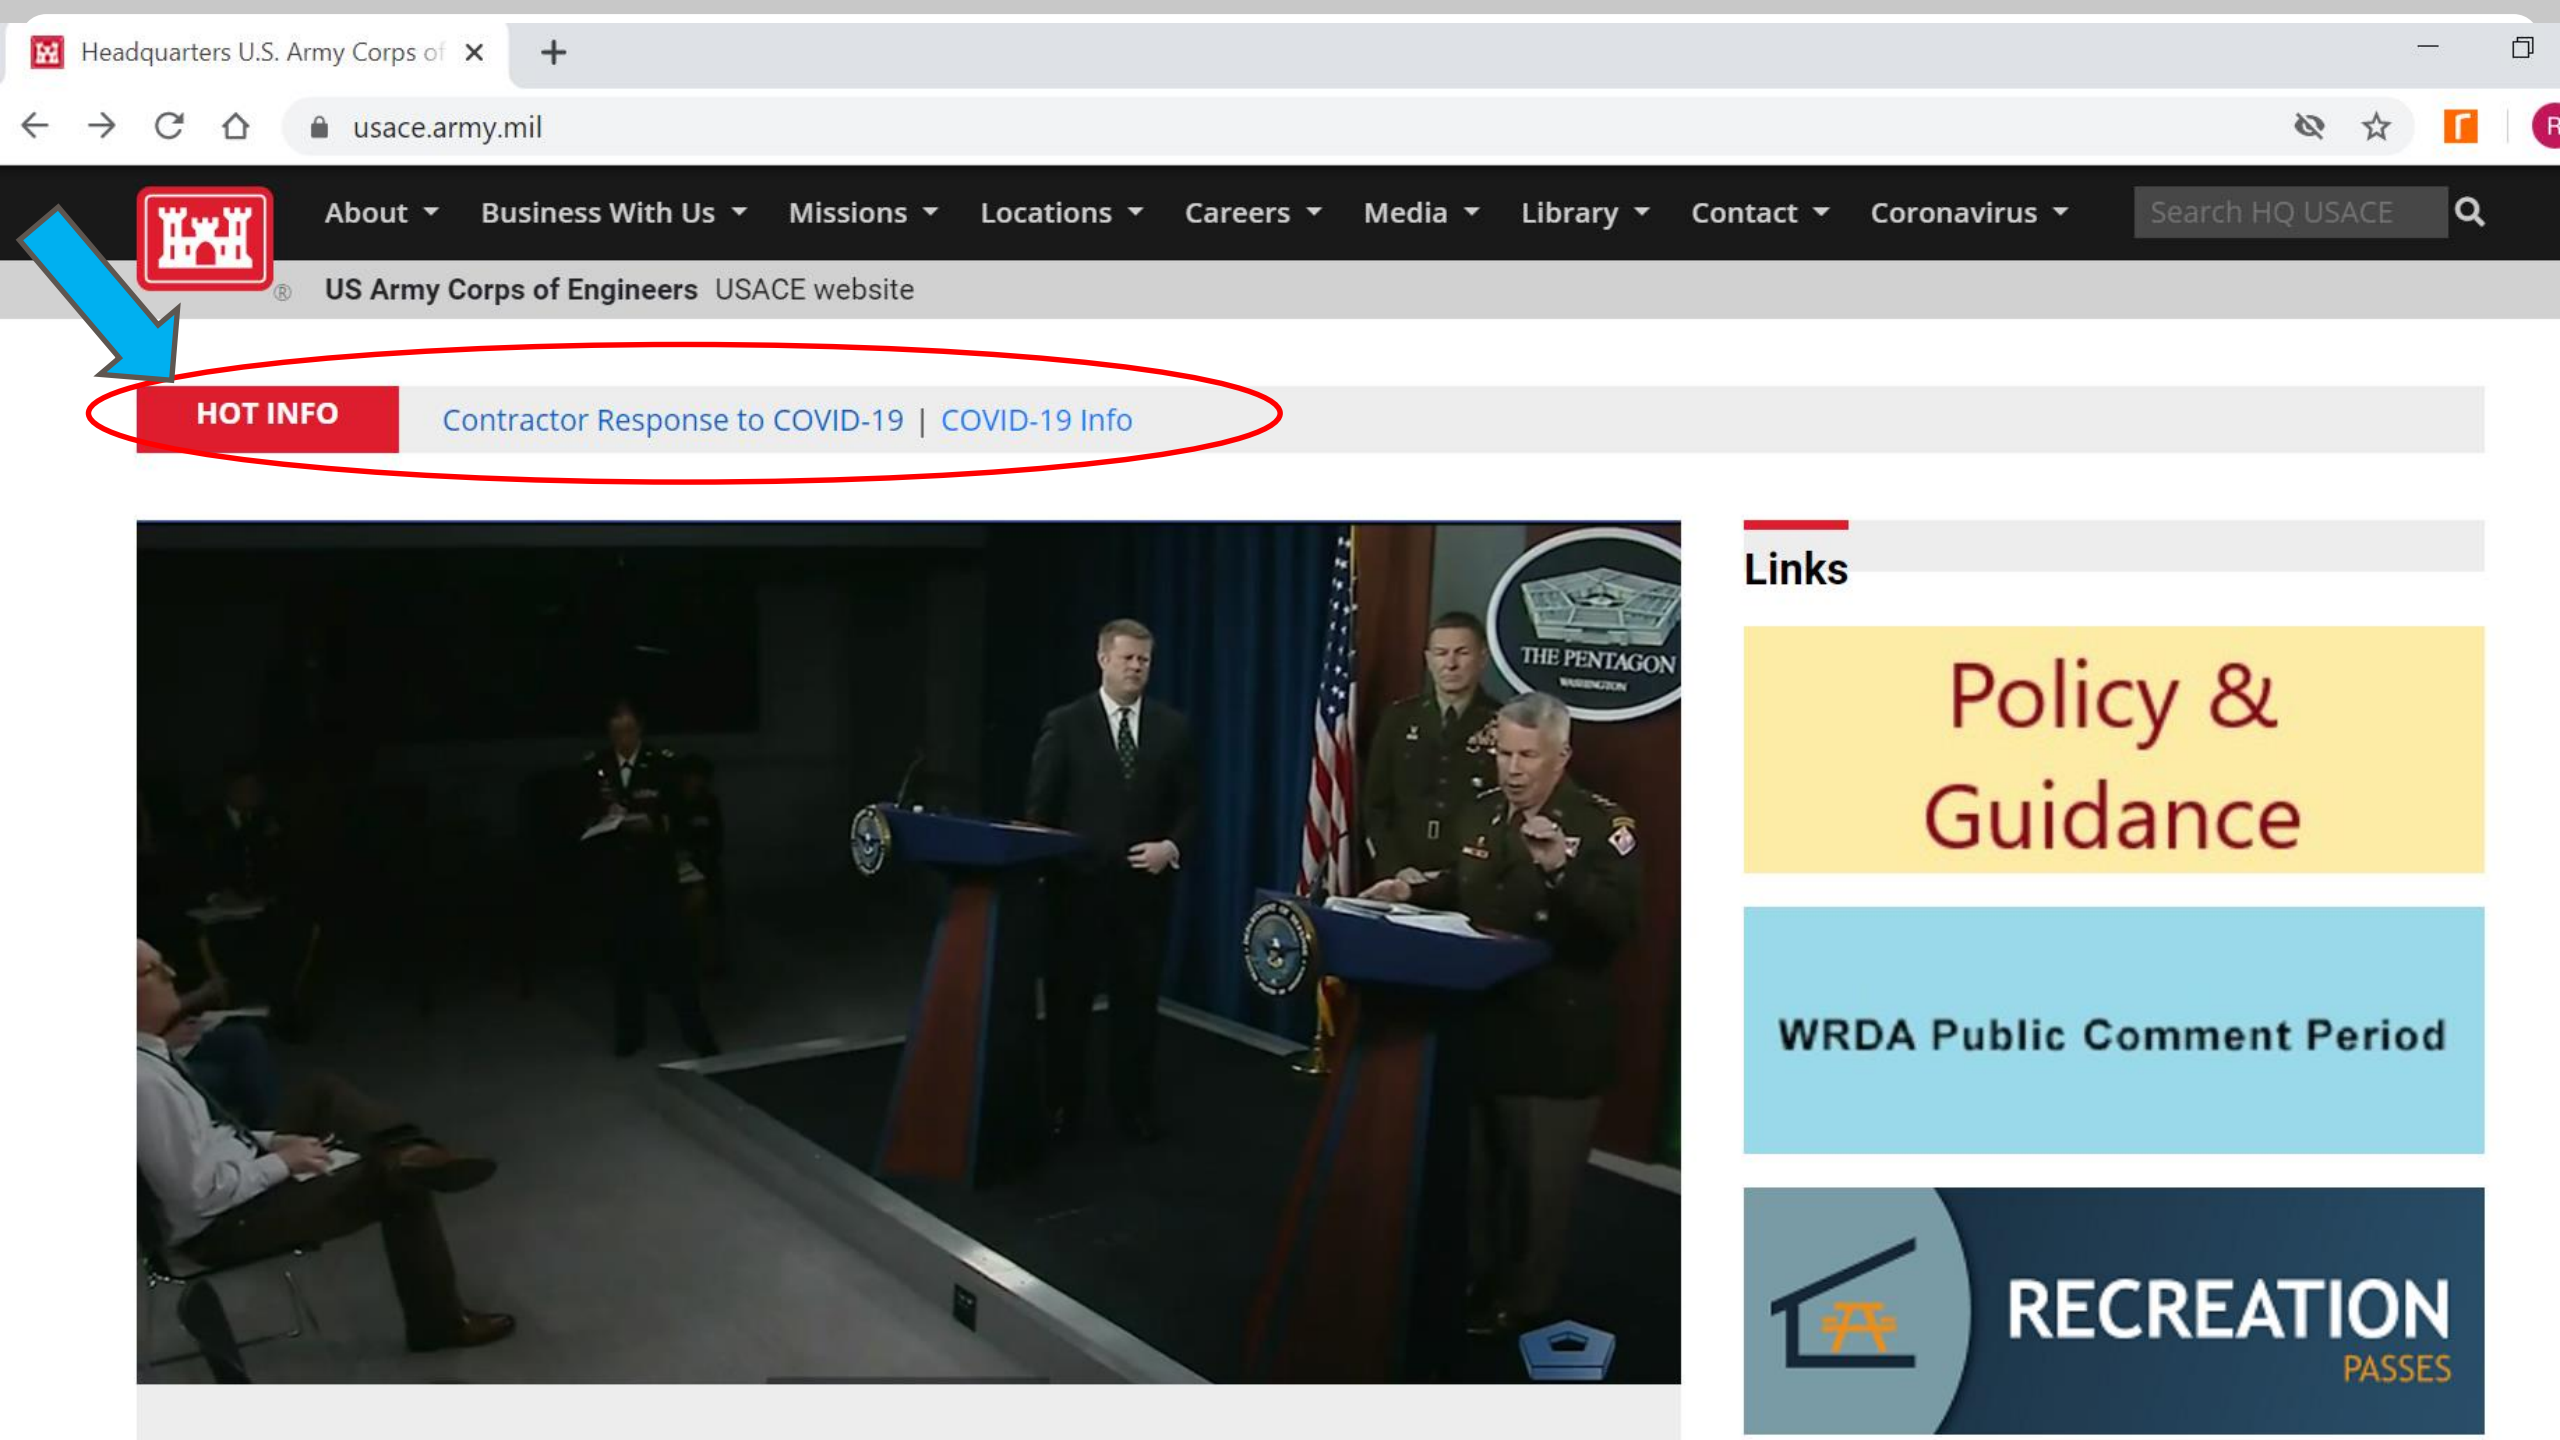 Headquarters U.S. Army Corps of
usace.army.mil
R
About Business With Us Missions Locations Careers Media Library Contact Coronavirus Search HQ USACE
® US Army Corps of Engineers USACE website
HOT INFO Contractor Response to COVID-19 | COVID-19 Info
Links
THE PENTAGON
WASHINGTON
Policy &
Guidance
WRDA Public Comment Period
RECREATION
PASSES